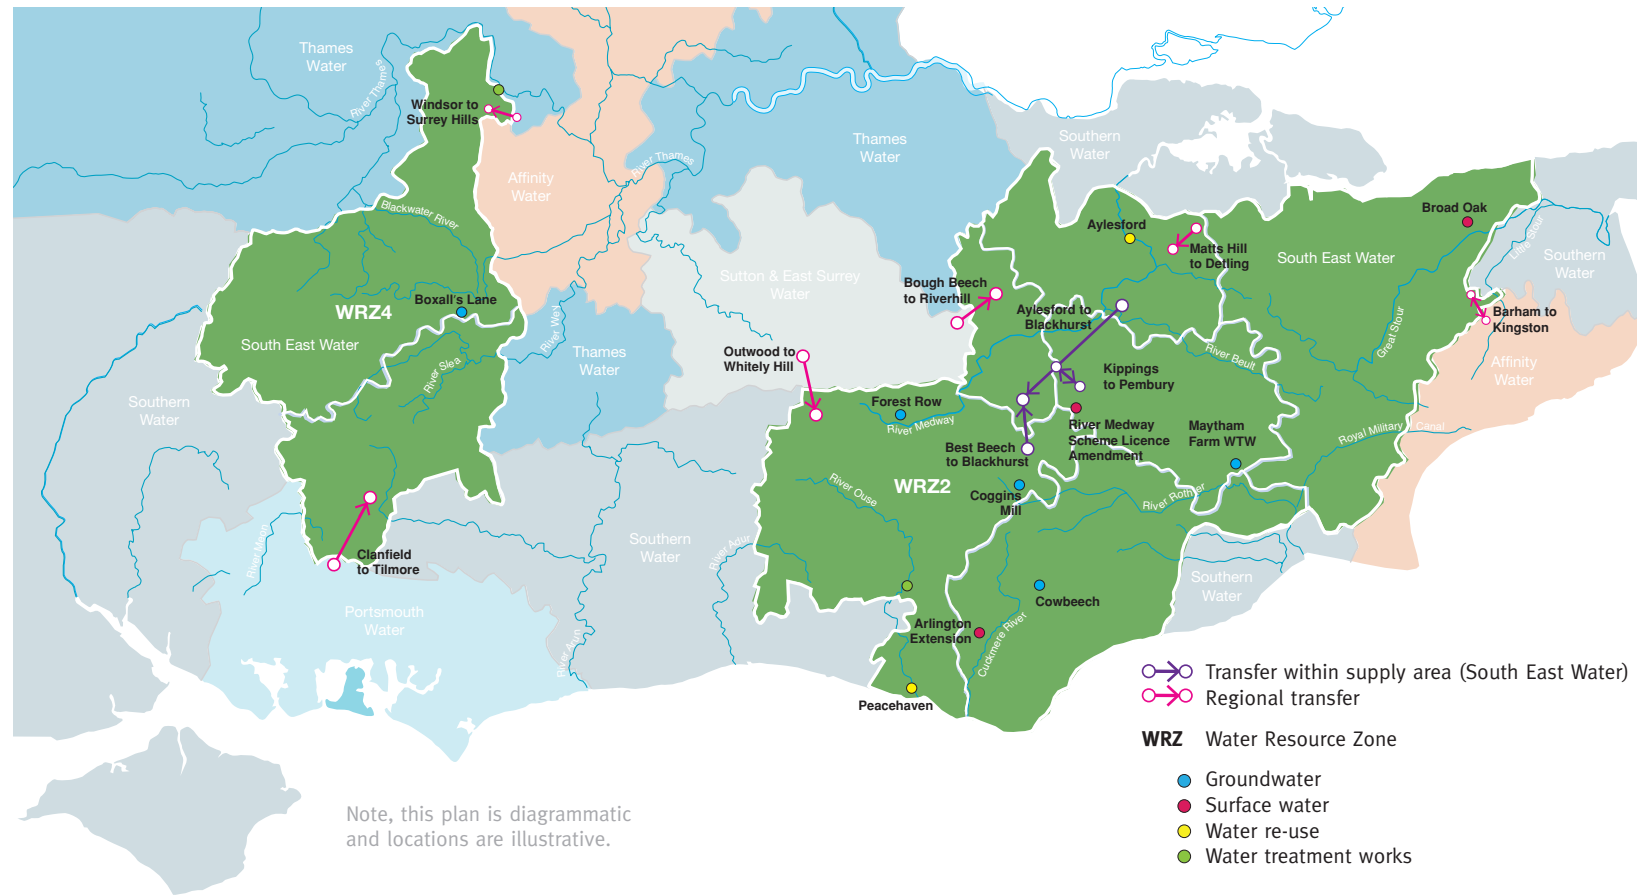 Thames
Water
River Thames
Windsor to
Surrey Hills
Affinity
Water
River Thames
Thames
Water
Southern
Water
Blackwater River
Boxall's Lane
WRZ4
South East Water
River Slea
River Wey
Thames
Water
Sutton & East Surrey
Water
Outwood to
Whitely Hill
Bough Beech
to Riverhill
Aylesford
Matts Hill
to Detling
South East Water
Broad Oak
Little Stour
Southern
Water
Barham to
Kingston
Affinity
Water
Great Stour
Aylesford to
Blackhurst
River Beult
Kippings
to Pembury
Forest Row
River Medway
River Medway
Scheme Licence
Amendment
Maytham
Farm WTW
Royal Military Canal
Best Beech
to Blackhurst
WRZ2
Coggins
Mill
River Rother
River Ouse
Southern
Water
River Meon
Clanfield
to Tilmore
Portsmouth
Water
Southern
Water
River Adur
River Arun
Southern
Water
Cowbeech
Arlington
Extension
Cuckmere River
Peacehaven
Transfer within supply area (South East Water)
Regional transfer
WRZ Water Resource Zone
Groundwater
Surface water
Water re-use
Water treatment works
Note, this plan is diagrammatic
and locations are illustrative.